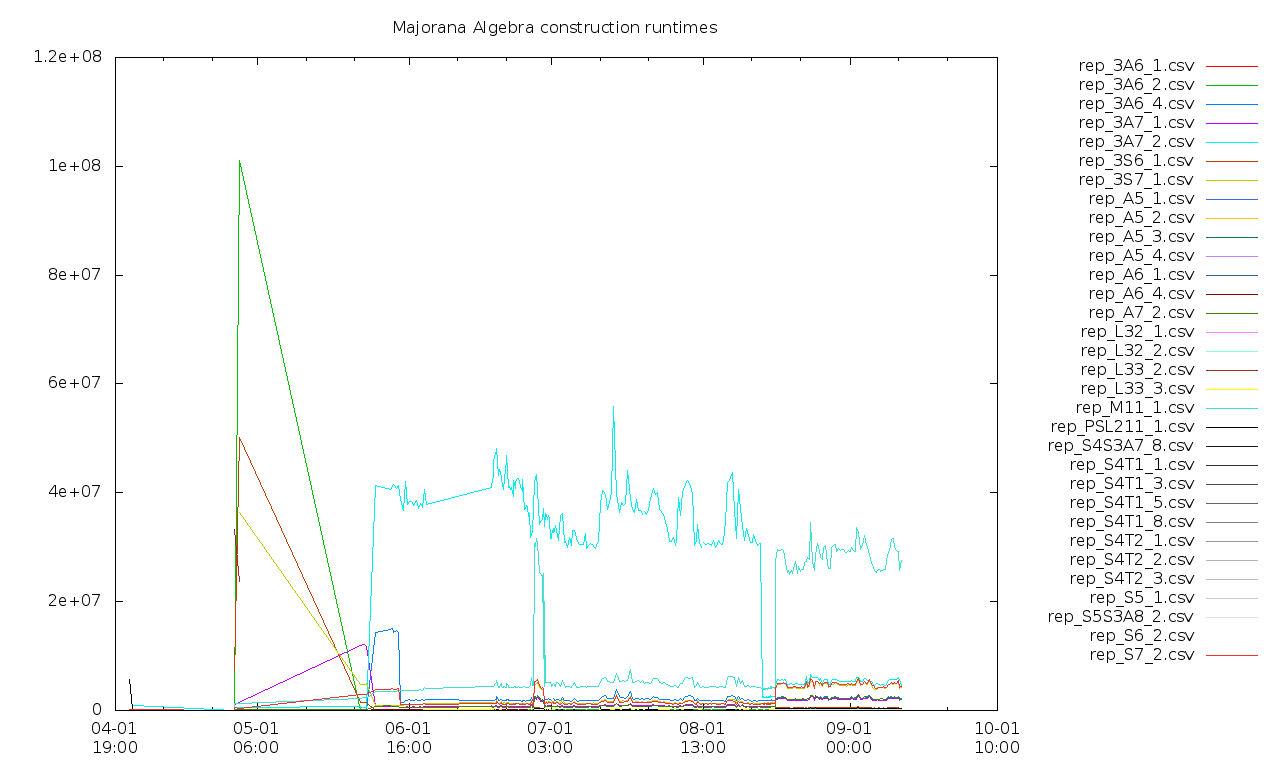 Majorana Algebra construction runtimes
1.2e+08
1e+08
8e+07
6e+07
4e+07
2e+07
0
04-01 05-01 06-01 07-01 08-01 09-01 10-01
19:00 06:00 16:00 03:00 13:00 00:00 10:00
rep_3A6_1.csv
rep_3A6_2.csv
rep_3A6_4.csv
rep_3A7_1.csv
rep_3A7_2.csv
rep_3S6_1.csv
rep_3S7_1.csv
rep_A5_1.csv
rep_A5_2.csv
rep_A5_3.csv
rep_A5_4.csv
rep_A6_1.csv
rep_A6_4.csv
rep_A7_2.csv
rep_L32_1.csv
rep_L32_2.csv
rep_L33_2.csv
rep_L33_3.csv
rep_M11_1.csv
rep_PSL211_1.csv
rep_S4S3A7_8.csv
rep_S4T1_1.csv
rep_S4T1_3.csv
rep_S4T1_5.csv
rep_S4T1_8.csv
rep_S4T2_1.csv
rep_S4T2_2.csv
rep_S4T2_3.csv
rep_S5_1.csv
rep_S5S3A8_2.csv
rep_S6_2.csv
rep_S7_2.csv